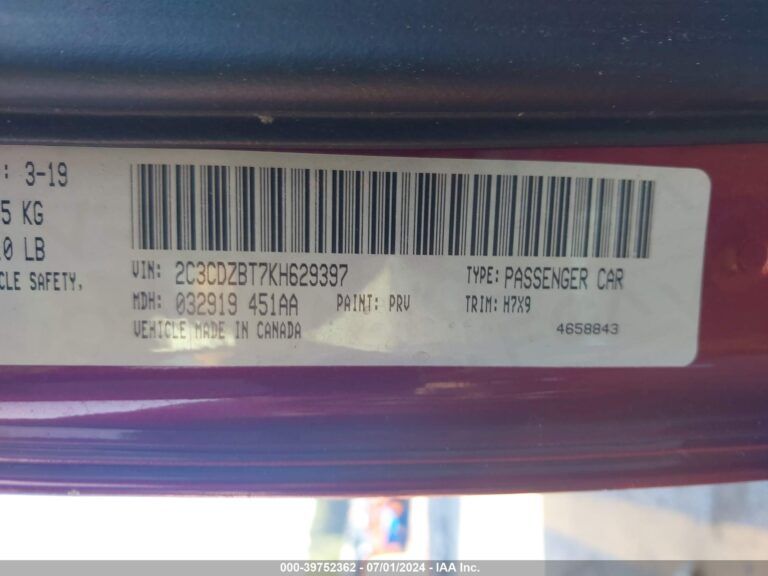 : 3-19
5 KG
0 LB
CLE SAFETY,
VIN: 2C3CDZBT7KH629397 TYPE: PASSENGER CAR
MDH: 032919 451AA PAINT: PRV TRIM: H7X9
VEHICLE MADE IN CANADA 4658843
000-39752362 - 07/01/2024 - IAA Inc.